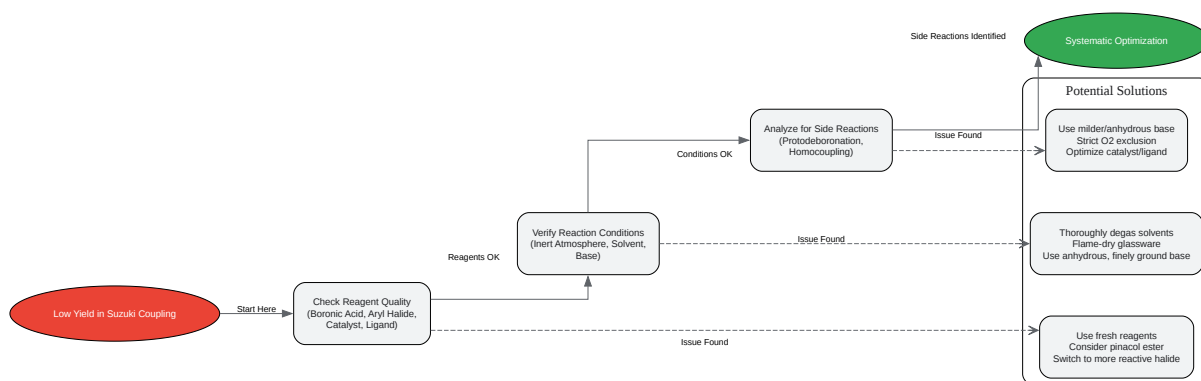 Side Reactions Identified
Systematic Optimization
Potential Solutions
Analyze for Side Reactions
(Protodeboronation,
Homocoupling)
Issue Found
Use milder/anhydrous base
Strict O2 exclusion
Optimize catalyst/ligand
Conditions OK
Verify Reaction Conditions
(Inert Atmosphere, Solvent,
Base)
Issue Found
Thoroughly degas solvents
Flame-dry glassware
Use anhydrous, finely ground base
Reagents OK
Low Yield in Suzuki Coupling
Start Here
Check Reagent Quality
(Boronic Acid, Aryl Halide,
Catalyst, Ligand)
Issue Found
Use fresh reagents
Consider pinacol ester
Switch to more reactive halide